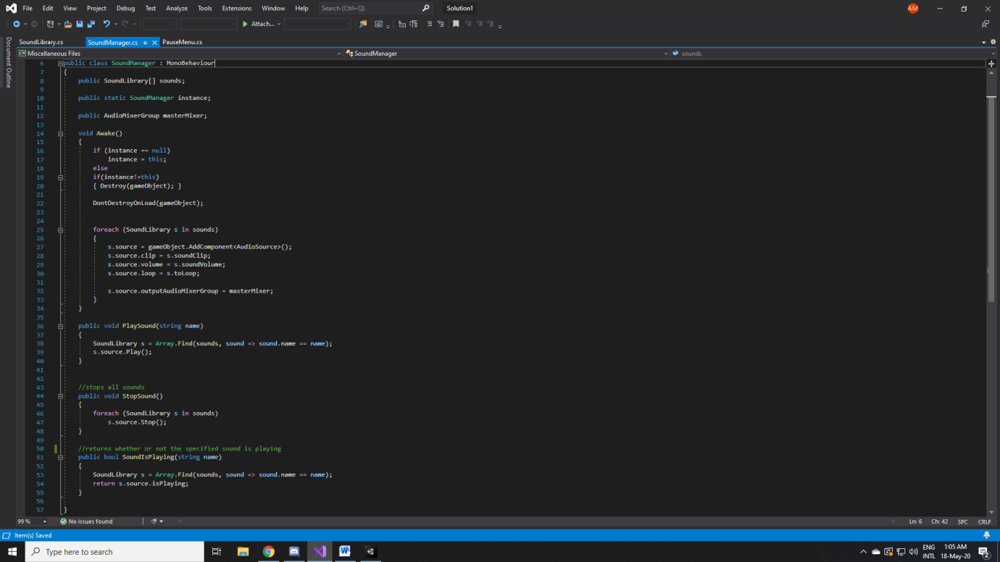 File Edit View Project Debug Test Analyze Tools Extensions Window Help Search (Ctrl+Q) Solution1 AM
Attach...
SoundLibrary.cs SoundManager.cs PauseMenu.cs
Document Outline
Miscellaneous Files SoundManager sounds
6 public class SoundManager : MonoBehaviour
7 {
8 public SoundLibrary[] sounds;
9
10 public static SoundManager instance;
11
12 public AudioMixerGroup masterMixer;
13
14 void Awake()
15 {
16 if (instance == null)
17 instance = this;
18 else
19 if(instance!=this)
20 { Destroy(gameObject); }
21
22 DontDestroyOnLoad(gameObject);
23
24
25 foreach (SoundLibrary s in sounds)
26 {
27 s.source = gameObject.AddComponent<AudioSource>();
28 s.source.clip = s.soundClip;
29 s.source.volume = s.soundVolume;
30 s.source.loop = s.toLoop;
31
32 s.source.outputAudioMixerGroup = masterMixer;
33 }
34 }
35
36 public void PlaySound(string name)
37 {
38 SoundLibrary s = Array.Find(sounds, sound => sound.name == name);
39 s.source.Play();
40 }
41
42
43 //stops all sounds
44 public void StopSound()
45 {
46 foreach (SoundLibrary s in sounds)
47 s.source.Stop();
48 }
49
50 //returns whether or not the specified sound is playing
51 public bool SoundIsPlaying(string name)
52 {
53 SoundLibrary s = Array.Find(sounds, sound => sound.name == name);
54 return s.source.isPlaying;
55 }
56
57 }
99 % No issues found Ln: 6 Ch: 42 SPC CRLF
Item(s) Saved
Type here to search ENG INTL 1:05 AM 18-May-20 2